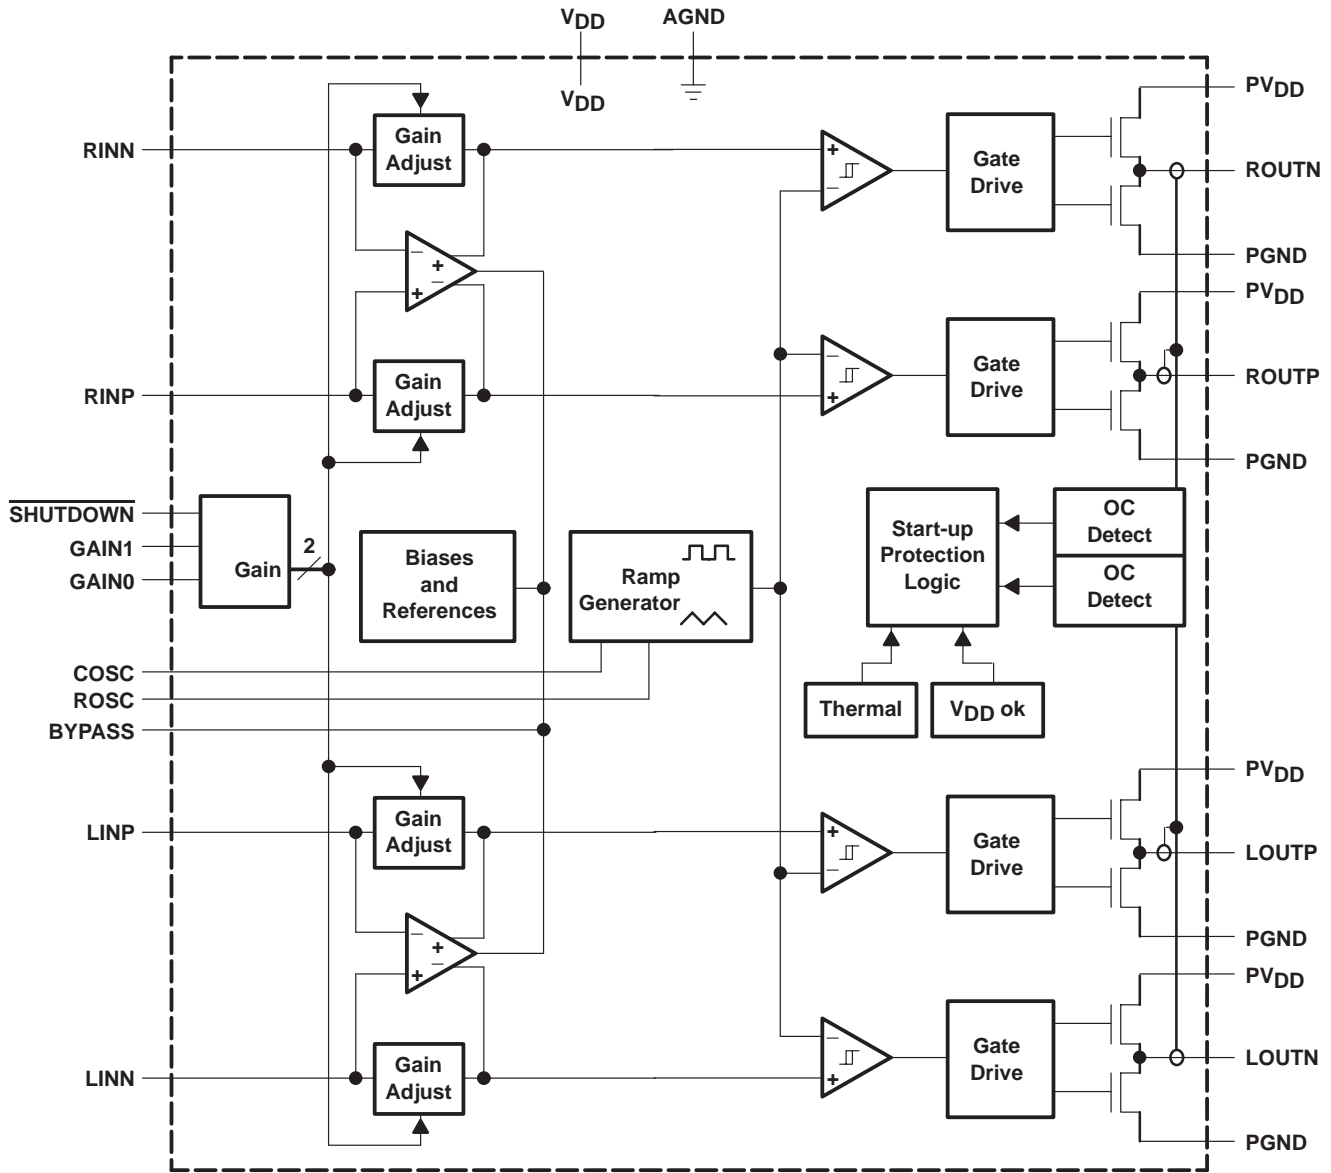 VDD
AGND
VDD
PVDD
RINN
Gain
Adjust
+
−
Gate
Drive
ROUTN
−
+
−
+
PGND
PVDD
RINP
Gain
Adjust
−
+
Gate
Drive
ROUTP
PGND
SHUTDOWN
GAIN1
GAIN0
Gain
2
Biases
and
References
Ramp
Generator
Start-up
Protection
Logic
OC
Detect
OC
Detect
COSC
ROSC
BYPASS
Thermal
VDD ok
PVDD
LINP
Gain
Adjust
+
−
Gate
Drive
LOUTP
−
+
−
+
PGND
PVDD
LINN
Gain
Adjust
−
+
Gate
Drive
LOUTN
PGND